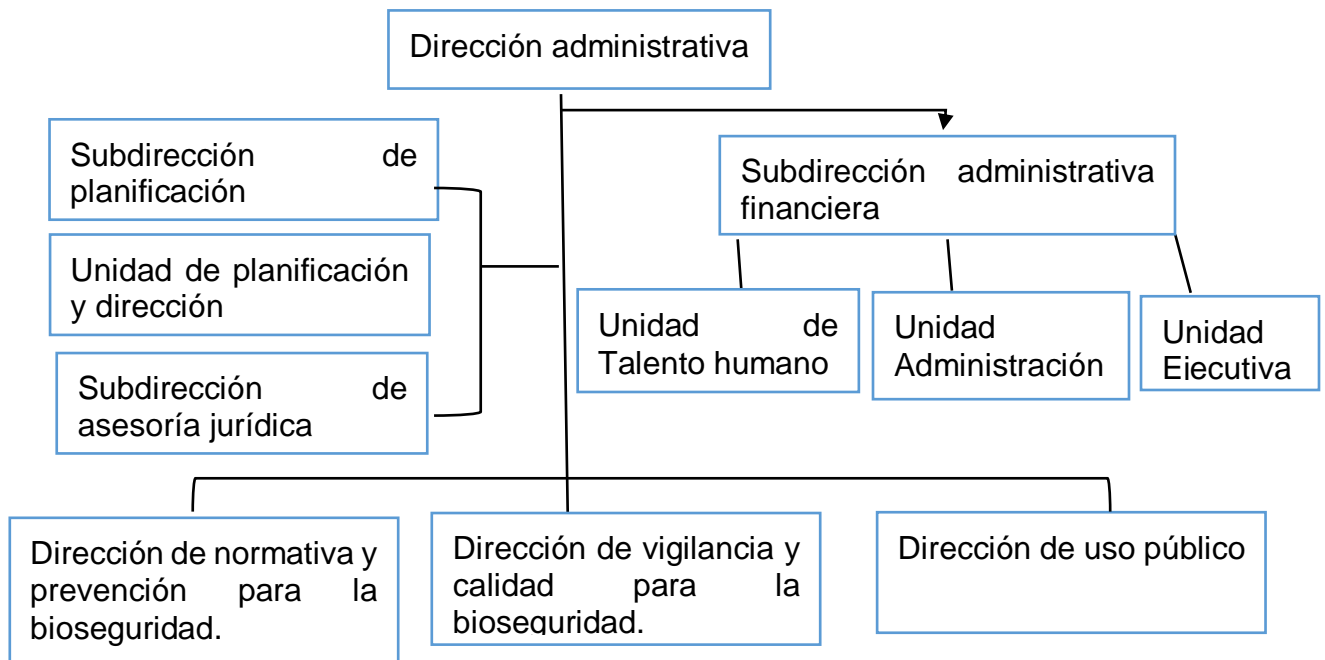 Dirección administrativa
Subdirección de
planificación
Subdirección administrativa
financiera
Unidad de planificación
y dirección
Unidad de
Talento humano
Unidad
Administración
Unidad
Ejecutiva
Subdirección de
asesoría jurídica
Dirección de normativa y
prevención para la
bioseguridad.
Dirección de vigilancia y
calidad para la
bioseguridad.
Dirección de uso público